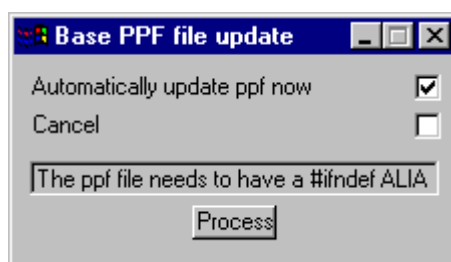 Base PPF file update
Automatically update ppf now
Cancel
The ppf file needs to have a #ifndef ALIA
Process